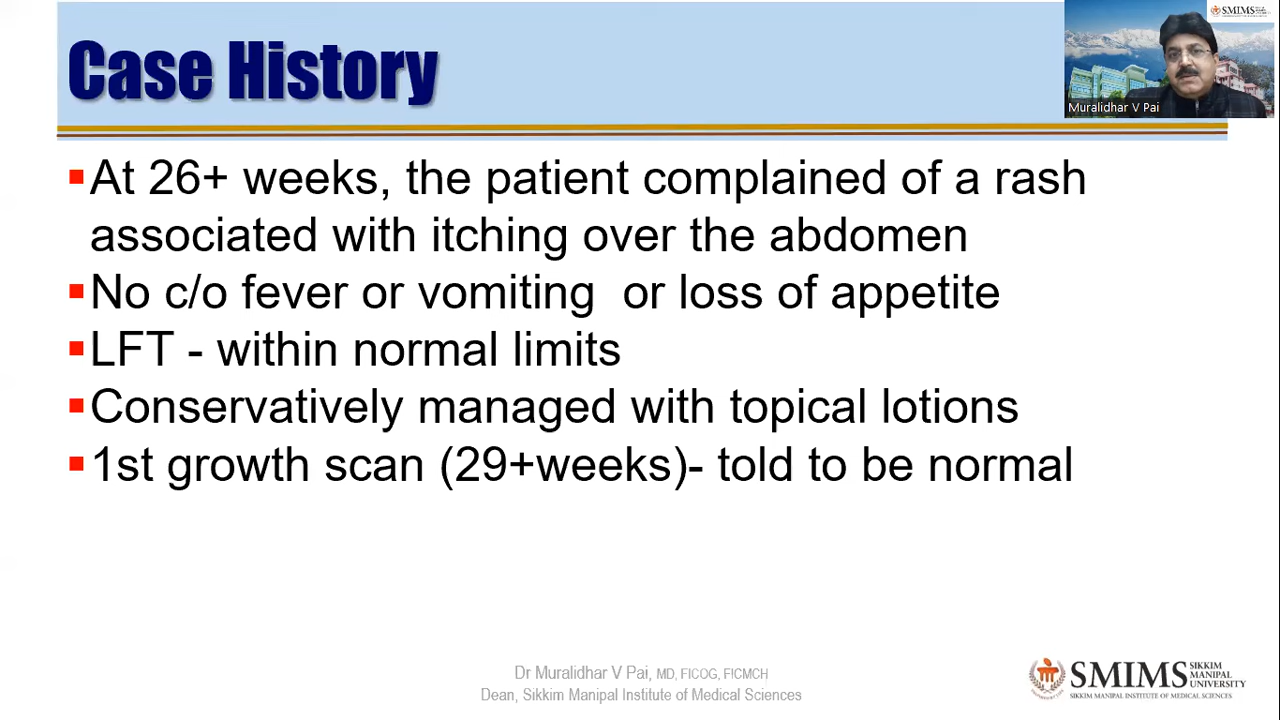 Case History
SMIMS
Muralidhar V Pai
▪At 26+ weeks, the patient complained of a rash
associated with itching over the abdomen
▪No c/o fever or vomiting  or loss of appetite
▪LFT - within normal limits
▪Conservatively managed with topical lotions
▪1st growth scan (29+weeks)- told to be normal
Dr Muralidhar V Pai, MD, FICOG, FICMCH
Dean, Sikkim Manipal Institute of Medical Sciences
SMIMS SIKKIM
MANIPAL
UNIVERSITY
SIKKIM MANIPAL INSTITUTE OF MEDICAL SCIENCES